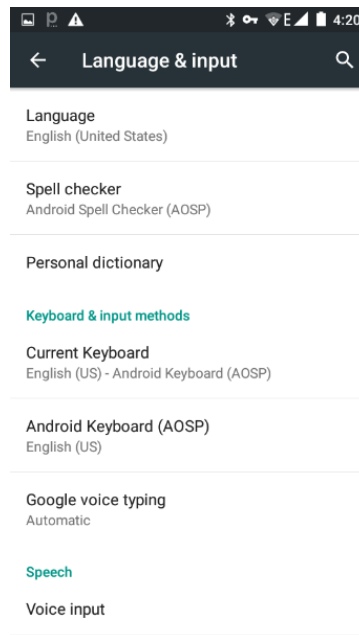 E 4:20
Language & input
Language
English (United States)
Spell checker
Android Spell Checker (AOSP)
Personal dictionary
Keyboard & input methods
Current Keyboard
English (US) - Android Keyboard (AOSP)
Android Keyboard (AOSP)
English (US)
Google voice typing
Automatic
Speech
Voice input